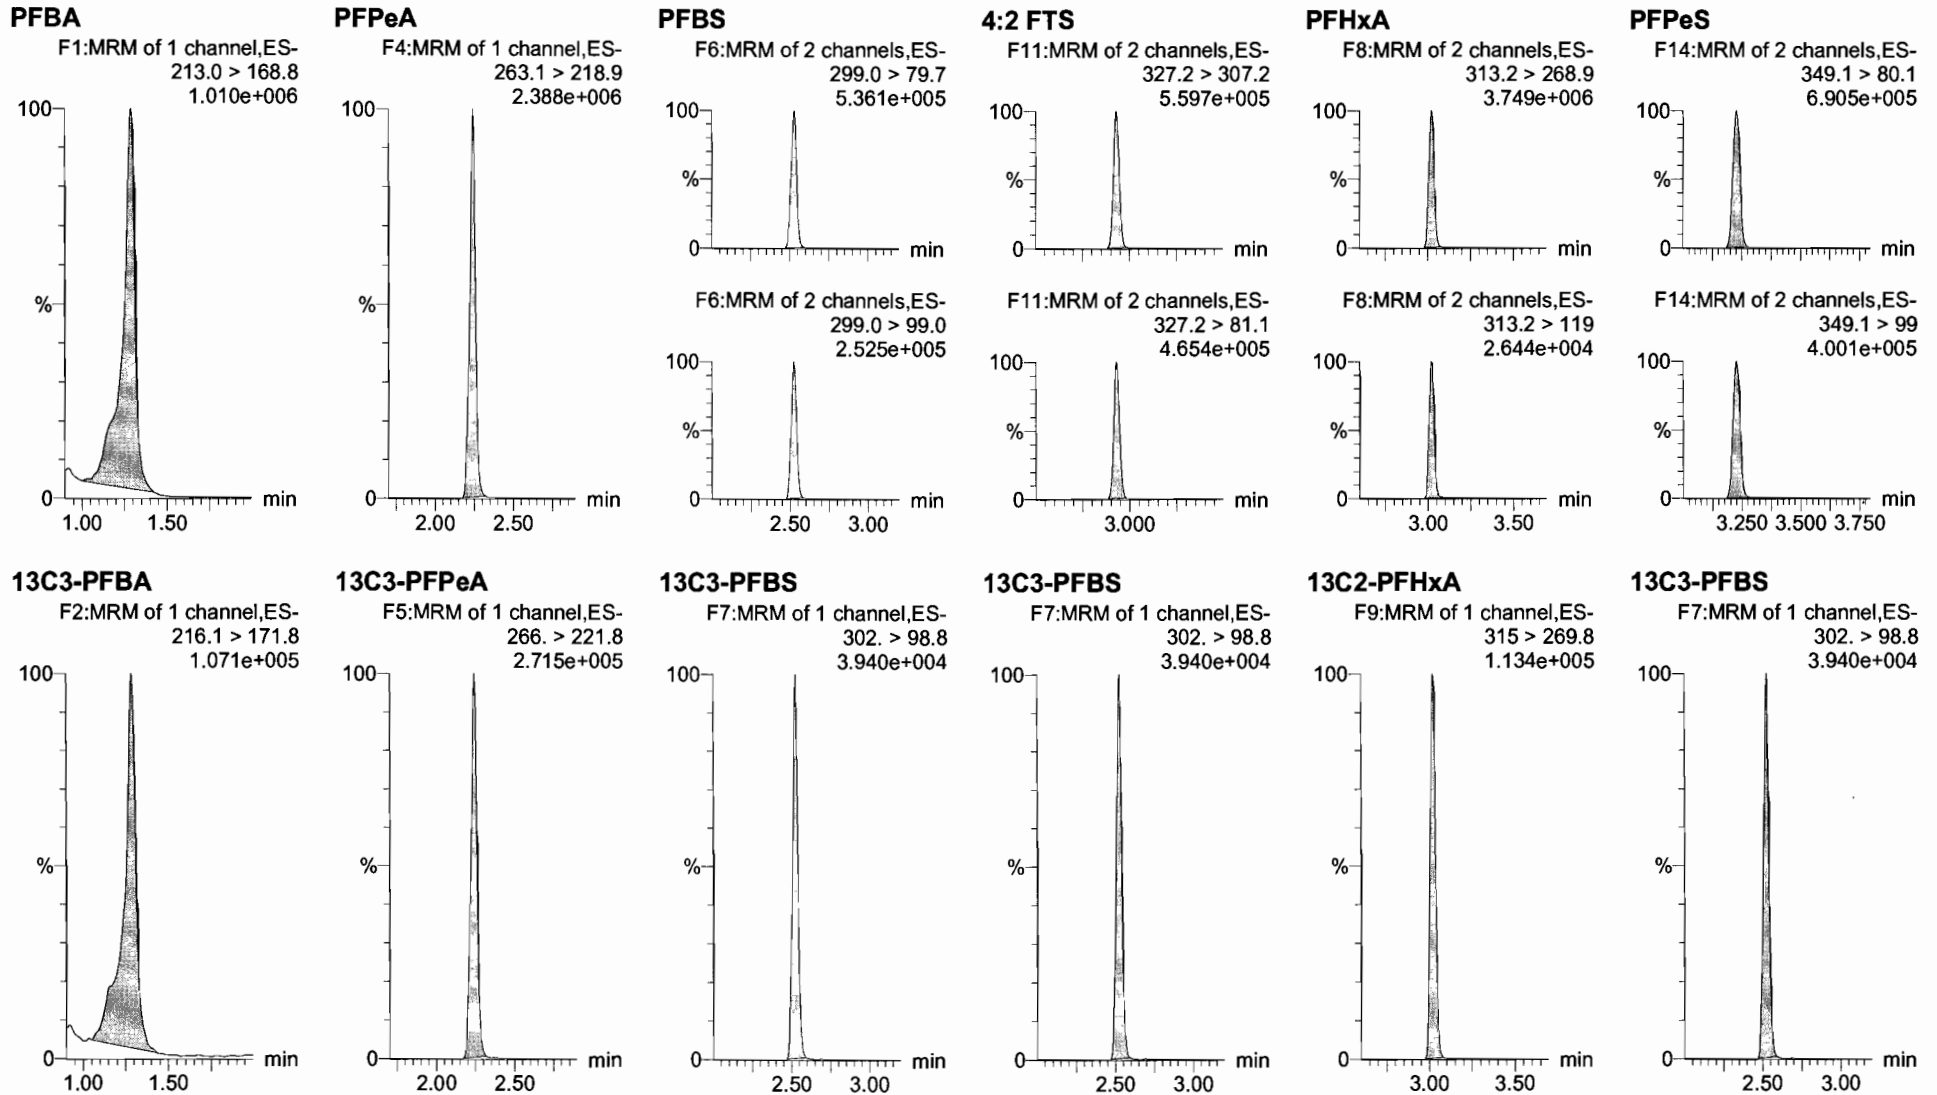 PFBA
F1:MRM of 1 channel,ES-
213.0 > 168.8
1.010e+006
100
%
0
min
1.00 1.50
PFPeA
F4:MRM of 1 channel,ES-
263.1 > 218.9
2.388e+006
100
%
0
min
2.00 2.50
PFBS
F6:MRM of 2 channels,ES-
299.0 > 79.7
5.361e+005
100
%
0
min
F6:MRM of 2 channels,ES-
299.0 > 99.0
2.525e+005
100
%
0
min
2.50 3.00
4:2 FTS
F11:MRM of 2 channels,ES-
327.2 > 307.2
5.597e+005
100
%
0
min
F11:MRM of 2 channels,ES-
327.2 > 81.1
4.654e+005
100
%
0
min
3.000
PFHxA
F8:MRM of 2 channels,ES-
313.2 > 268.9
3.749e+006
100
%
0
min
F8:MRM of 2 channels,ES-
313.2 > 119
2.644e+004
100
%
0
min
3.00 3.50
PFPeS
F14:MRM of 2 channels,ES-
349.1 > 80.1
6.905e+005
100
%
0
min
F14:MRM of 2 channels,ES-
349.1 > 99
4.001e+005
100
%
0
min
3.250 3.500 3.750
13C3-PFBA
F2:MRM of 1 channel,ES-
216.1 > 171.8
1.071e+005
100
%
0
min
1.00 1.50
13C3-PFPeA
F5:MRM of 1 channel,ES-
266. > 221.8
2.715e+005
100
%
0
min
2.00 2.50
13C3-PFBS
F7:MRM of 1 channel,ES-
302. > 98.8
3.940e+004
100
%
0
min
2.50 3.00
13C3-PFBS
F7:MRM of 1 channel,ES-
302. > 98.8
3.940e+004
100
%
0
min
2.50 3.00
13C2-PFHxA
F9:MRM of 1 channel,ES-
315 > 269.8
1.134e+005
100
%
0
min
3.00 3.50
13C3-PFBS
F7:MRM of 1 channel,ES-
302. > 98.8
3.940e+004
100
%
0
min
2.50 3.00